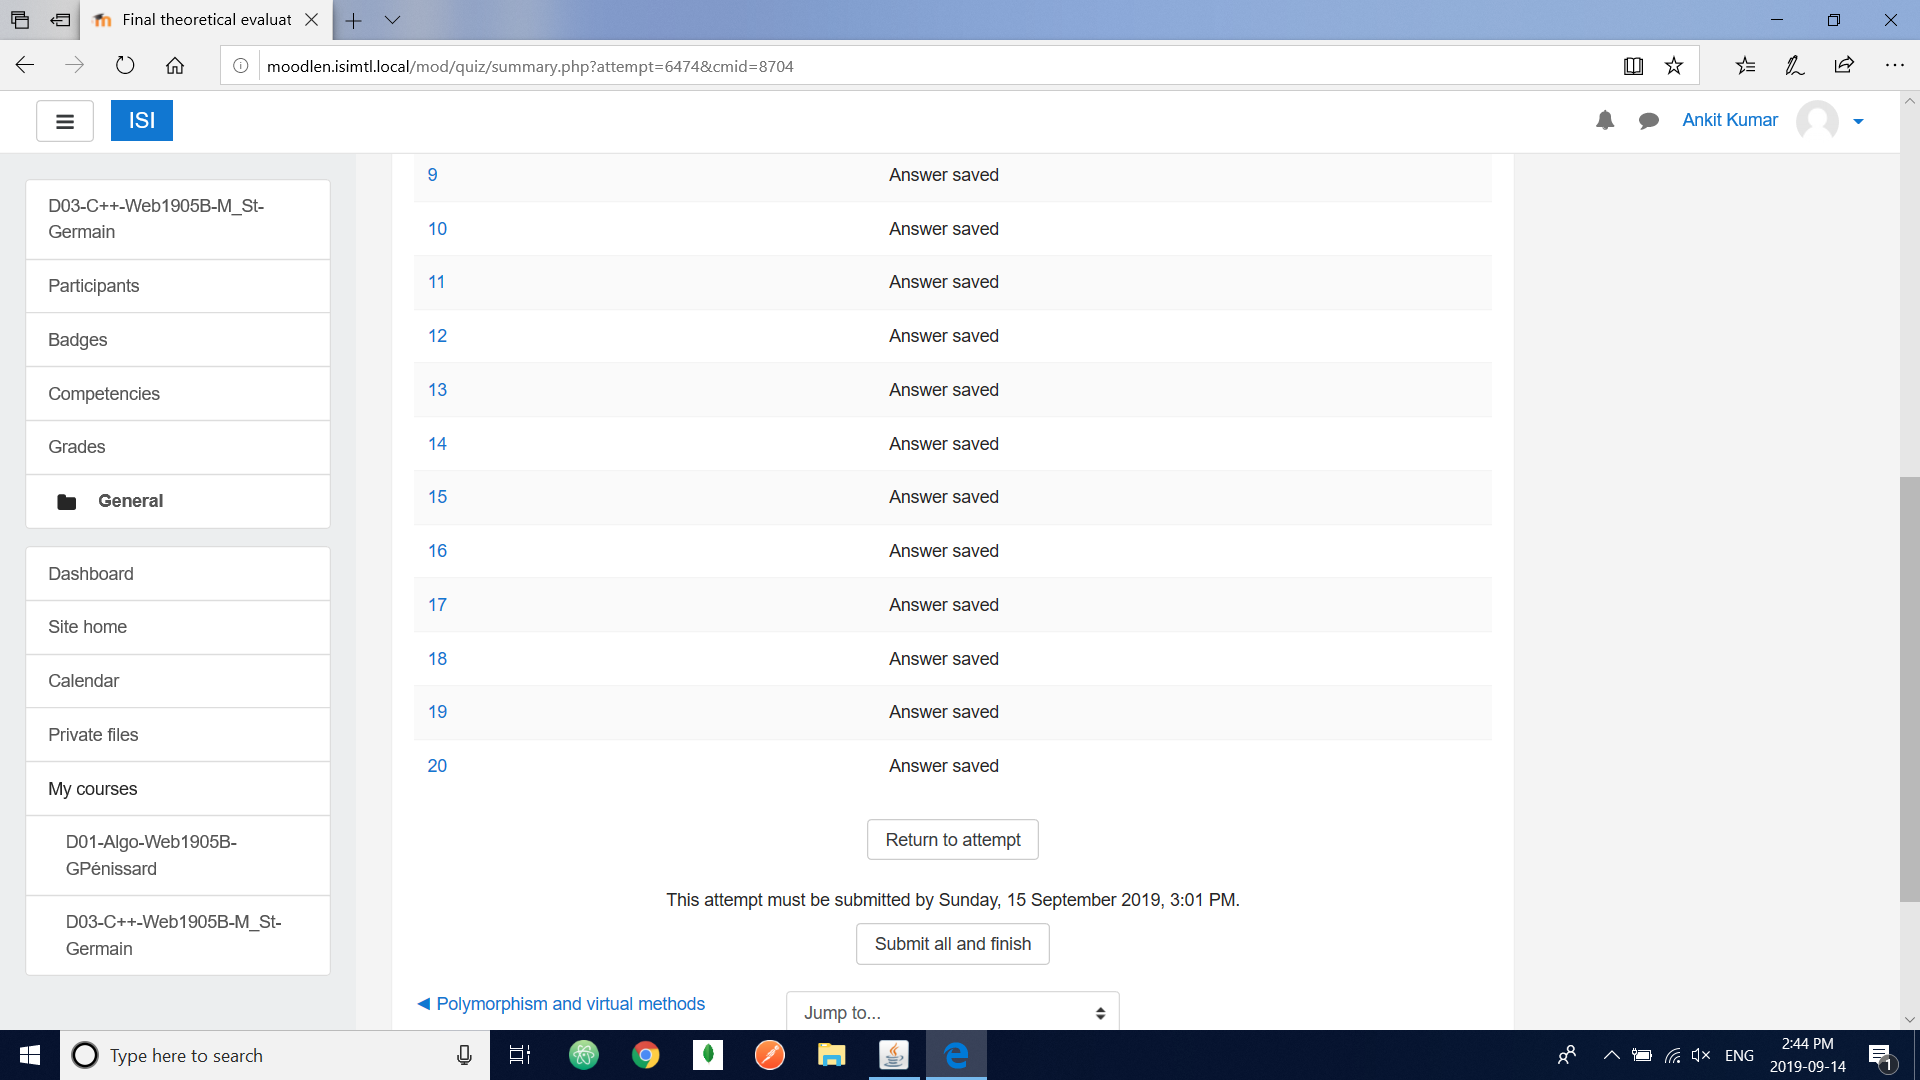 Final theoretical evaluat
moodlen.isimtl.local/mod/quiz/summary.php?attempt=6474&cmid=8704
ISI
Ankit Kumar
D03-C++-Web1905B-M_St-
Germain
Participants
Badges
Competencies
Grades
General
Dashboard
Site home
Calendar
Private files
My courses
D01-Algo-Web1905B-
GPénissard
D03-C++-Web1905B-M_St-
Germain
9 Answer saved
10 Answer saved
11 Answer saved
12 Answer saved
13 Answer saved
14 Answer saved
15 Answer saved
16 Answer saved
17 Answer saved
18 Answer saved
19 Answer saved
20 Answer saved
Return to attempt
This attempt must be submitted by Sunday, 15 September 2019, 3:01 PM.
Submit all and finish
◄ Polymorphism and virtual methods
Jump to...
Type here to search
ENG
2:44 PM
2019-09-14
1